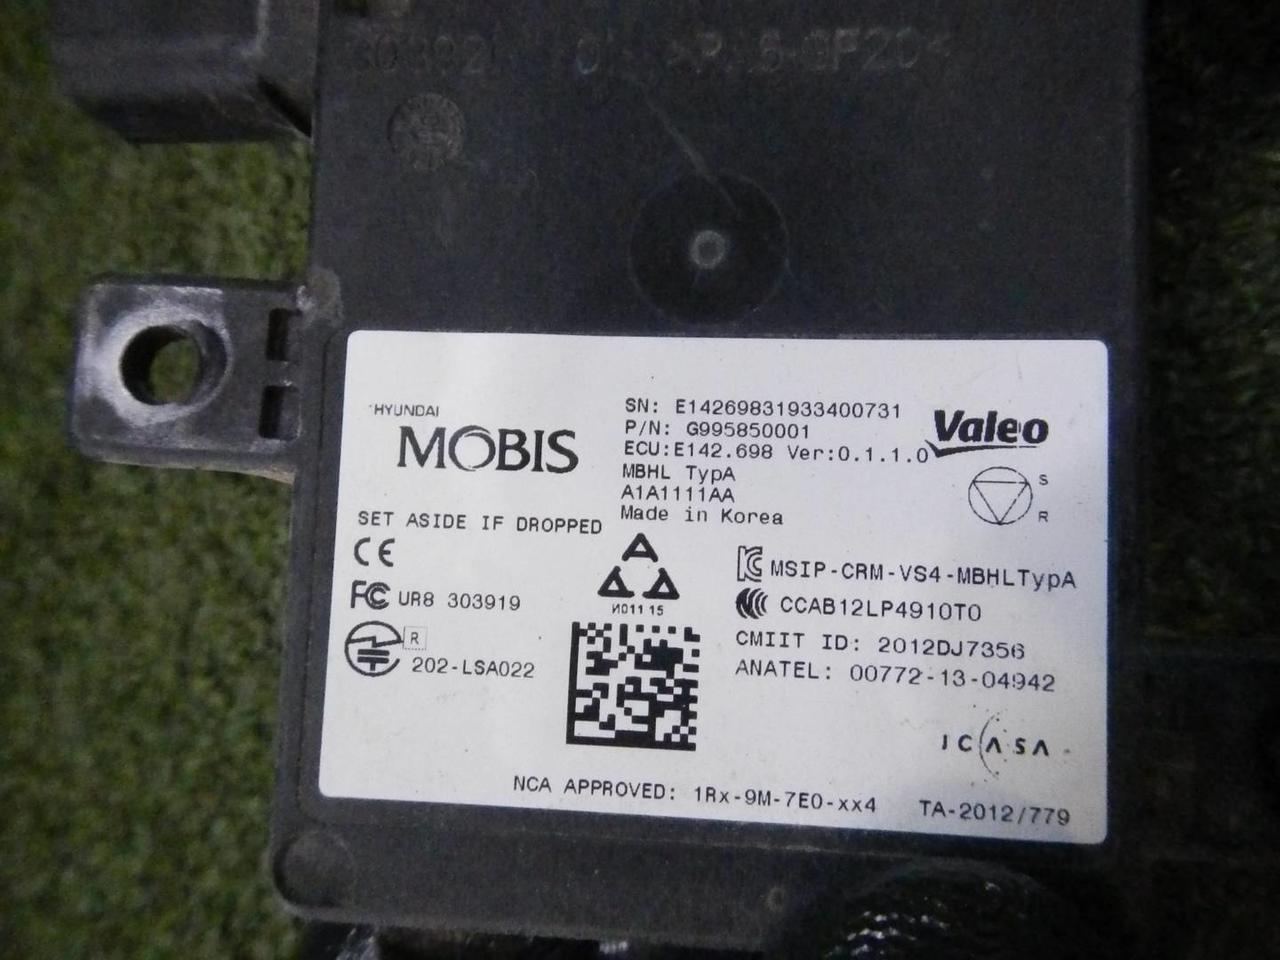 HYUNDAI
MOBIS
SN: E14269831933400731
P/N: G995850001
ECU:E142.698 Ver:0.1.1.0
MBHL TypA
A1A1111AA
Made in Korea
Valeo
S
R
SET ASIDE IF DROPPED
CE
FC UR8 303919
R
202-LSA022
N011 15
MSIP-CRM-VS4-MBHLTypA
CCAB12LP4910T0
CMIIT ID: 2012DJ7356
ANATEL: 00772-13-04942
ICASA
NCA APPROVED: 1Rx-9M-7E0-xx4
TA-2012/779